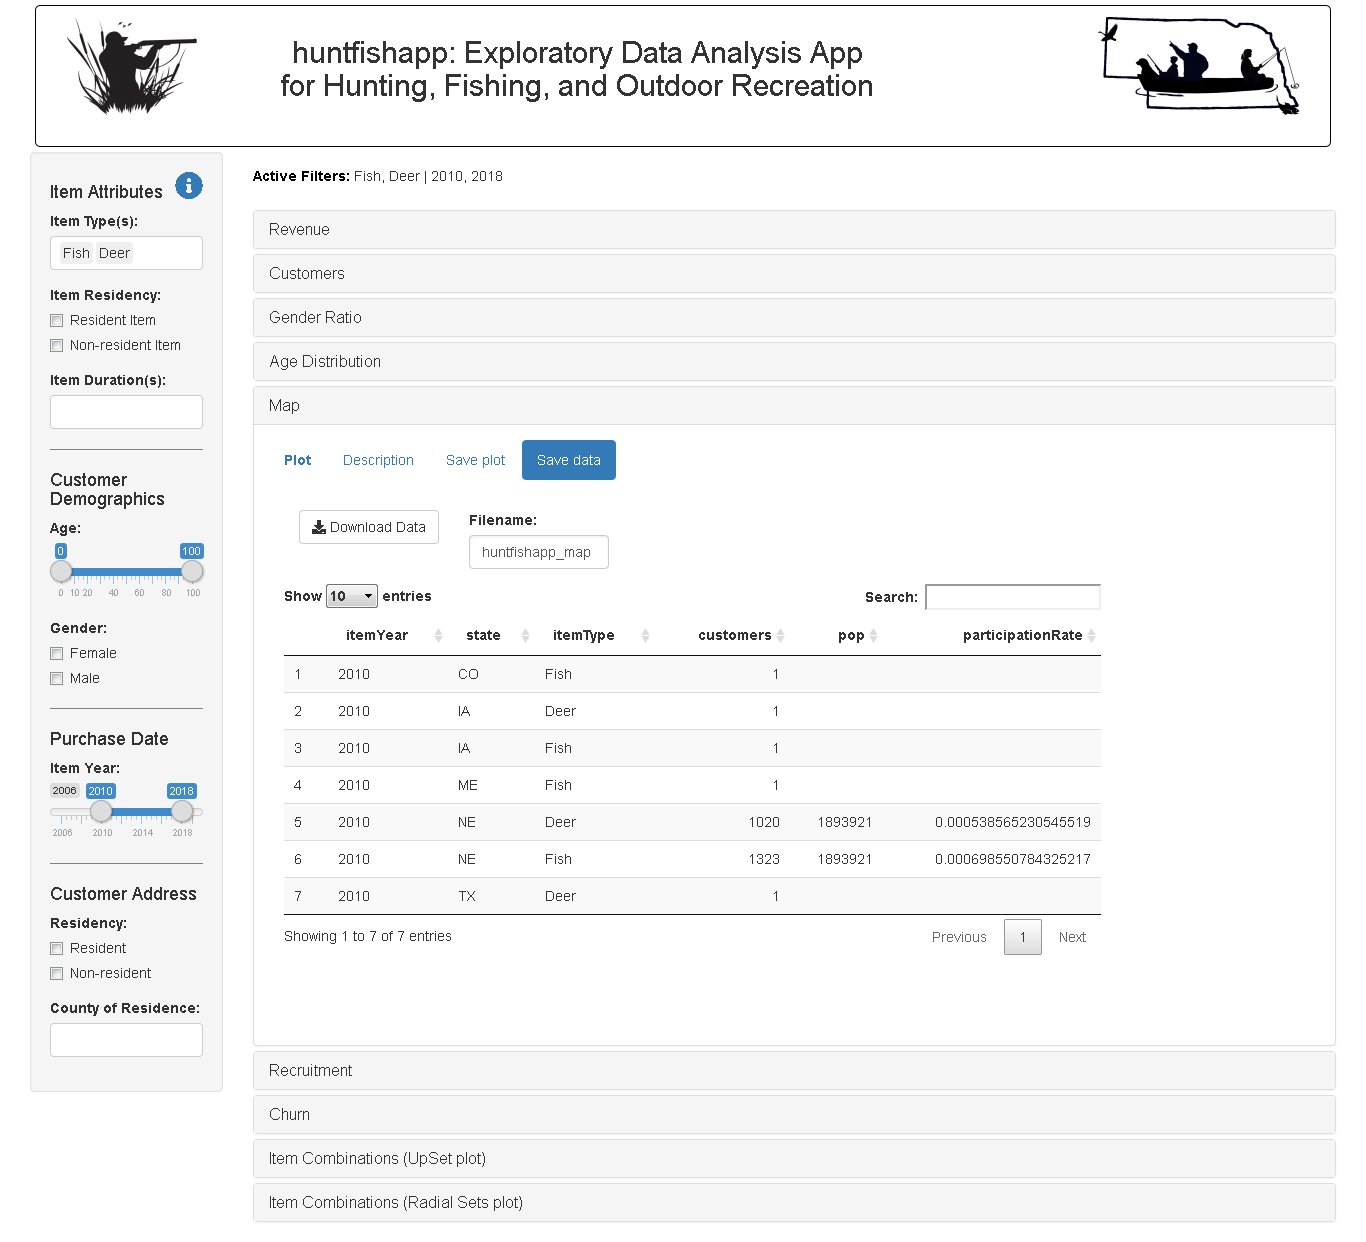 huntfishapp: Exploratory Data Analysis App
for Hunting, Fishing, and Outdoor Recreation
Item Attributes
Item Type(s):
Fish Deer
Item Residency:
Resident Item
Non-resident Item
Item Duration(s):
Customer
Demographics
Age:
0 100
0 10 20 40 60 80 100
Gender:
Female
Male
Purchase Date
Item Year:
2006 2010 2018
2006 2010 2014 2018
Customer Address
Residency:
Resident
Non-resident
County of Residence:
Active Filters: Fish, Deer | 2010, 2018
Revenue
Customers
Gender Ratio
Age Distribution
Map
Plot Description Save plot Save data
Download Data
Filename:
huntfishapp_map
Show 10 entries
Search:
itemYear state itemType customers pop participationRate
1 2010 CO Fish 1
2 2010 IA Deer 1
3 2010 IA Fish 1
4 2010 ME Fish 1
5 2010 NE Deer 1020 1893921 0.000538565230545519
6 2010 NE Fish 1323 1893921 0.000698550784325217
7 2010 TX Deer 1
Showing 1 to 7 of 7 entries
Previous 1 Next
Recruitment
Churn
Item Combinations (UpSet plot)
Item Combinations (Radial Sets plot)